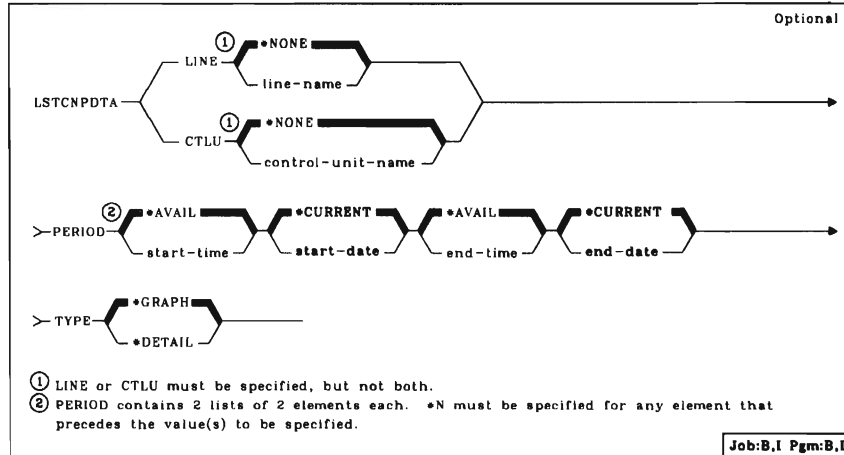 Optional
① *NONE
LINE
line-name
LSTCNPDTA
① *NONE
CTLU
control-unit-name
② *AVAIL *CURRENT *AVAIL *CURRENT
PERIOD
start-time start-date end-time end-date
*GRAPH
TYPE
*DETAIL
① LINE or CTLU must be specified, but not both.
② PERIOD contains 2 lists of 2 elements each. *N must be specified for any element that
precedes the value(s) to be specified.
Job:B,I Pgm:B,I